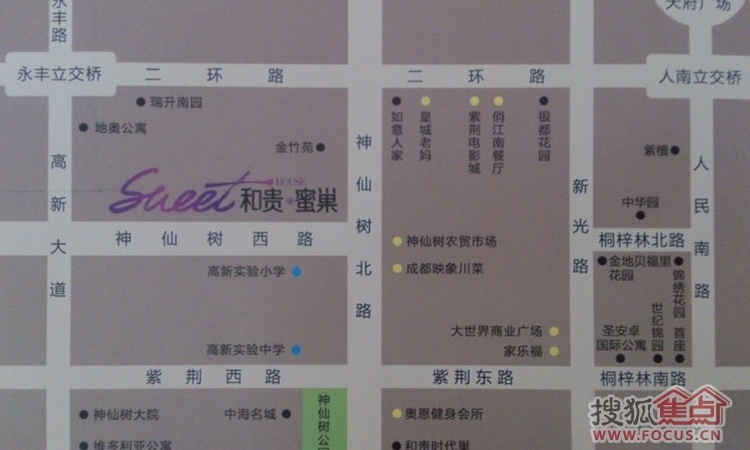 天府广场
永丰路
永丰立交桥
二环路
二环路
人南立交桥
瑞升南园
地奥公寓
金竹苑
Sweet
HOUSE
和贵·蜜巢
高新大道
神仙树西路
神仙树北路
如意人家
皇城老妈
紫荆电影城
俏江南餐厅
银都花园
紫檀
中华园
新光路
人民南路
桐梓林北路
神仙树农贸市场
成都映象川菜
高新实验小学
金地贝福里
花园
锦绣花园
世纪锦园
首座
大世界商业广场
圣安卓
国际公寓
高新实验中学
家乐福
紫荆西路
紫荆东路
桐梓林南路
神仙树大院
中海名城
神仙树公
奥恩健身会所
维多利亚公寓
和贵时代巢
搜狐焦点
WWW.FOCUS.CN